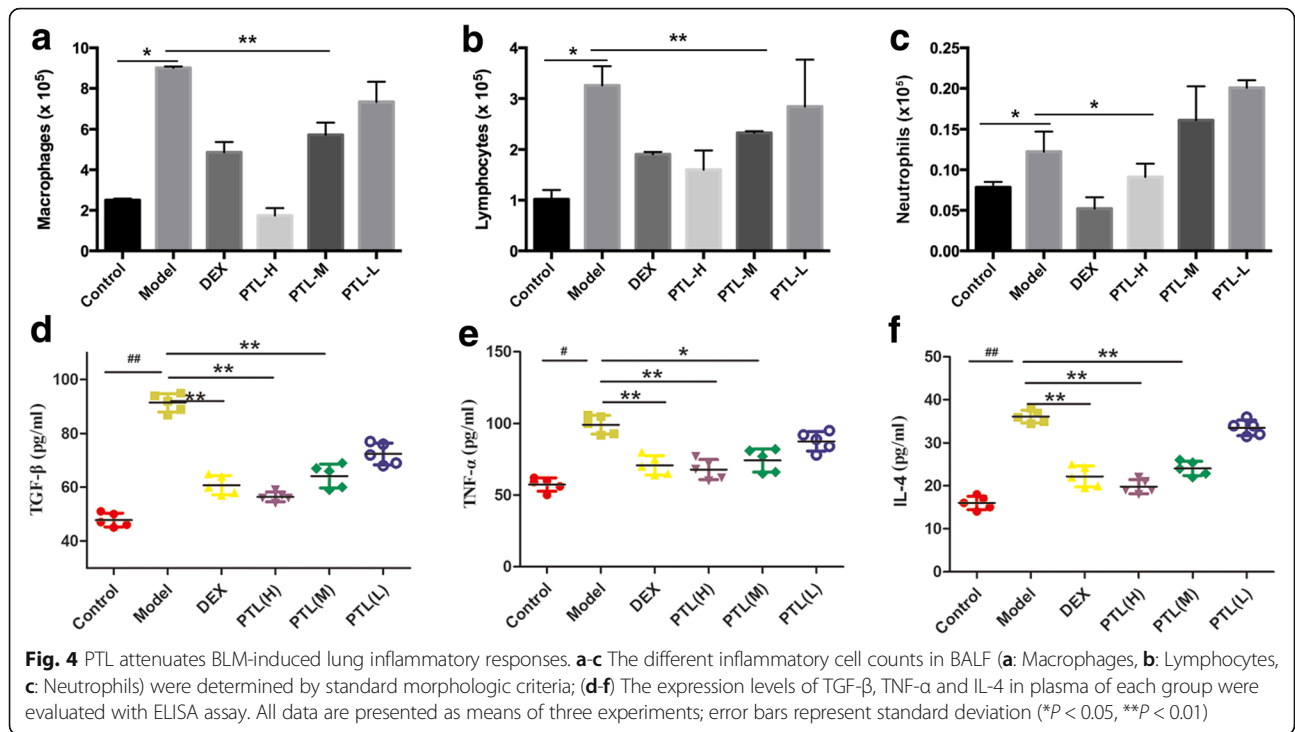 a
* **
Macrophages (x 10⁵)
10
8
6
4
2
0
Control Model DEX PTL-H PTL-M PTL-L
b
* **
Lymphocytes (x 10⁵)
4
3
2
1
0
Control Model DEX PTL-H PTL-M PTL-L
c
* *
Neutrophils (x10⁵)
0.25
0.20
0.15
0.10
0.05
0.00
Control Model DEX PTL-H PTL-M PTL-L
d
## **
**
**
TGF-β (pg/ml)
100
80
60
40
Control Model DEX PTL(H) PTL(M) PTL(L)
e
# *
**
**
TNF-α (pg/ml)
150
100
50
0
Control Model DEX PTL(H) PTL(M) PTL(L)
f
## **
**
**
IL-4 (pg/ml)
50
40
30
20
10
0
Control Model DEX PTL(H) PTL(M) PTL(L)
Fig. 4 PTL attenuates BLM-induced lung inflammatory responses. a-c The different inflammatory cell counts in BALF (a: Macrophages, b: Lymphocytes,
c: Neutrophils) were determined by standard morphologic criteria; (d-f) The expression levels of TGF-β, TNF-α and IL-4 in plasma of each group were
evaluated with ELISA assay. All data are presented as means of three experiments; error bars represent standard deviation (*P < 0.05, **P < 0.01)